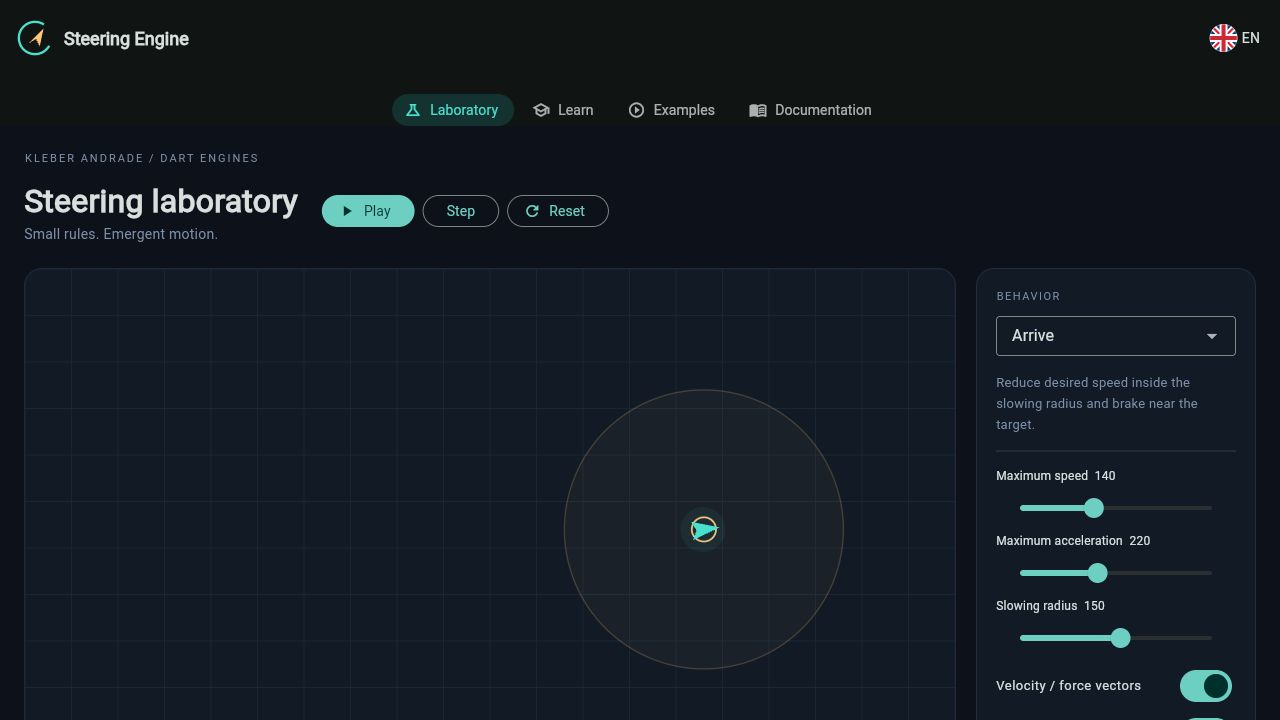 Steering Engine
EN
Laboratory
Learn
Examples
Documentation
KLEBER ANDRADE / DART ENGINES
Steering laboratory
Play
Step
Reset
Small rules. Emergent motion.
BEHAVIOR
Arrive
Reduce desired speed inside the
slowing radius and brake near the
target.
Maximum speed 140
Maximum acceleration 220
Slowing radius 150
Velocity / force vectors